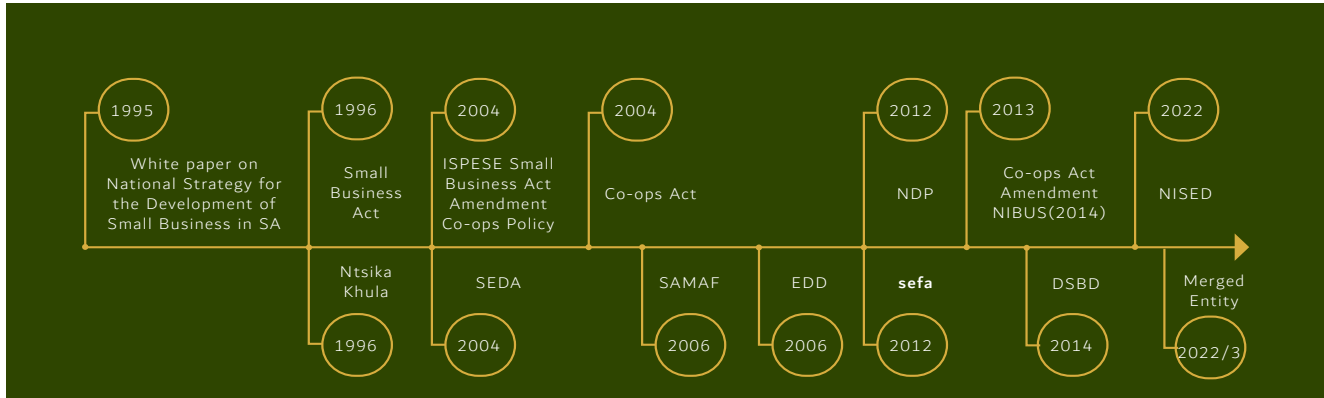 1995
White paper on
National Strategy for
the Development of
Small Business in SA
1996
Small
Business
Act
2004
ISPESE Small
Business Act
Amendment
Co-ops Policy
2004
Co-ops Act
2012
NDP
2013
Co-ops Act
Amendment
NIBUS(2014)
2022
NISED
Ntsika
Khula
1996
SEDA
2004
SAMAF
2006
EDD
2006
sefa
2012
DSBD
2014
Merged
Entity
2022/3